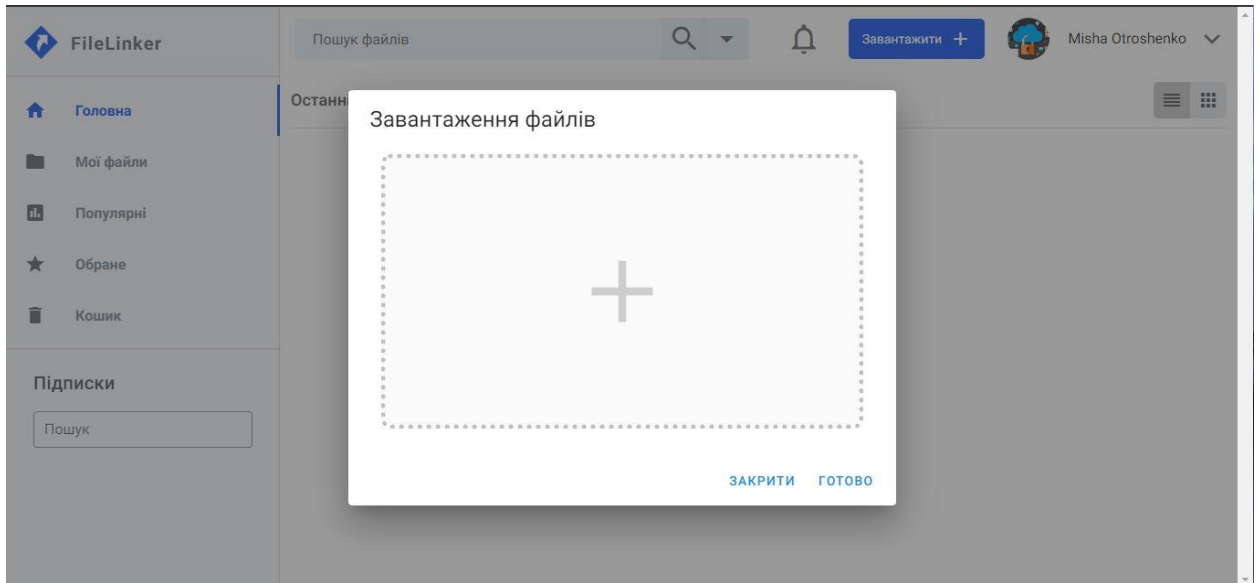 FileLinker
Пошук файлів
Завантажити
Misha Otroshenko
Головна
Мої файли
Популярні
Обране
Кошик
Підписки
Пошук
Завантаження файлів
ЗАКРИТИ ГОТОВО